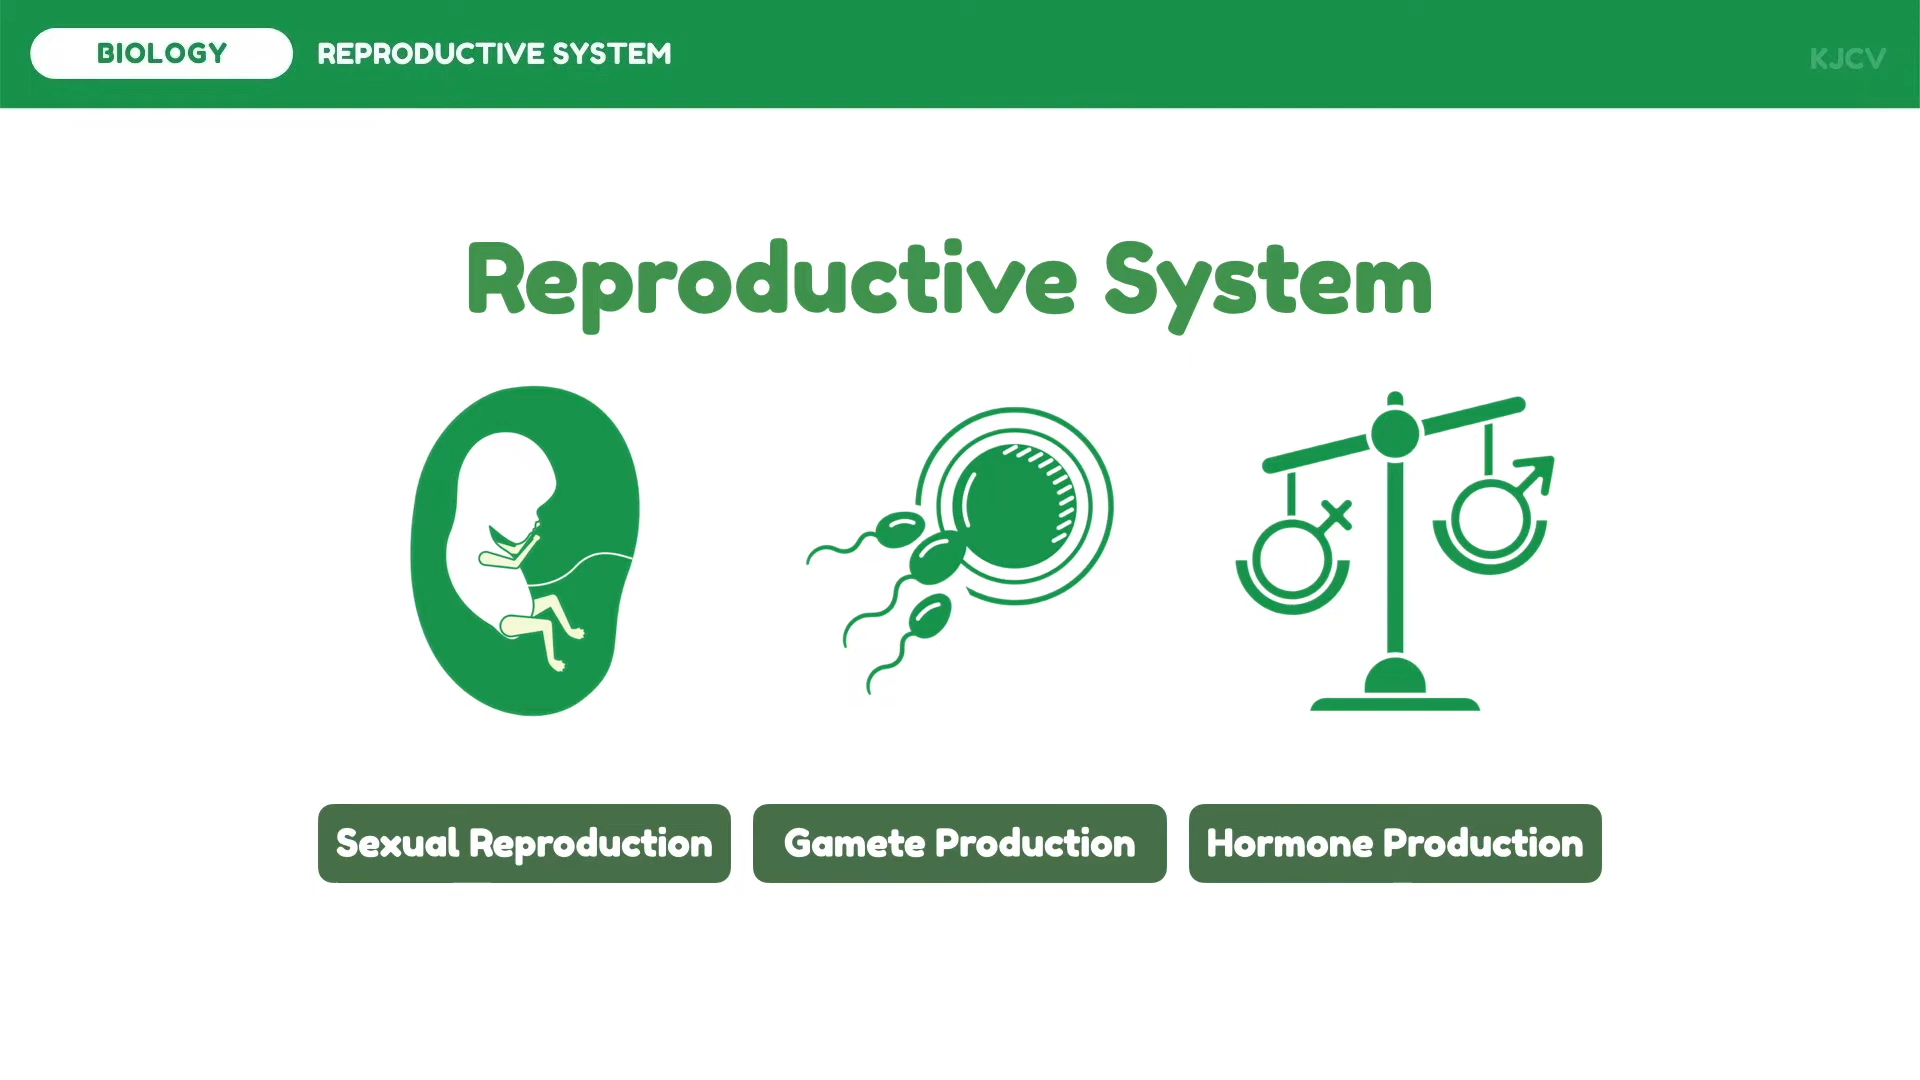 BIOLOGY
REPRODUCTIVE SYSTEM
KJCV
Reproductive System
Sexual Reproduction
Gamete Production
Hormone Production